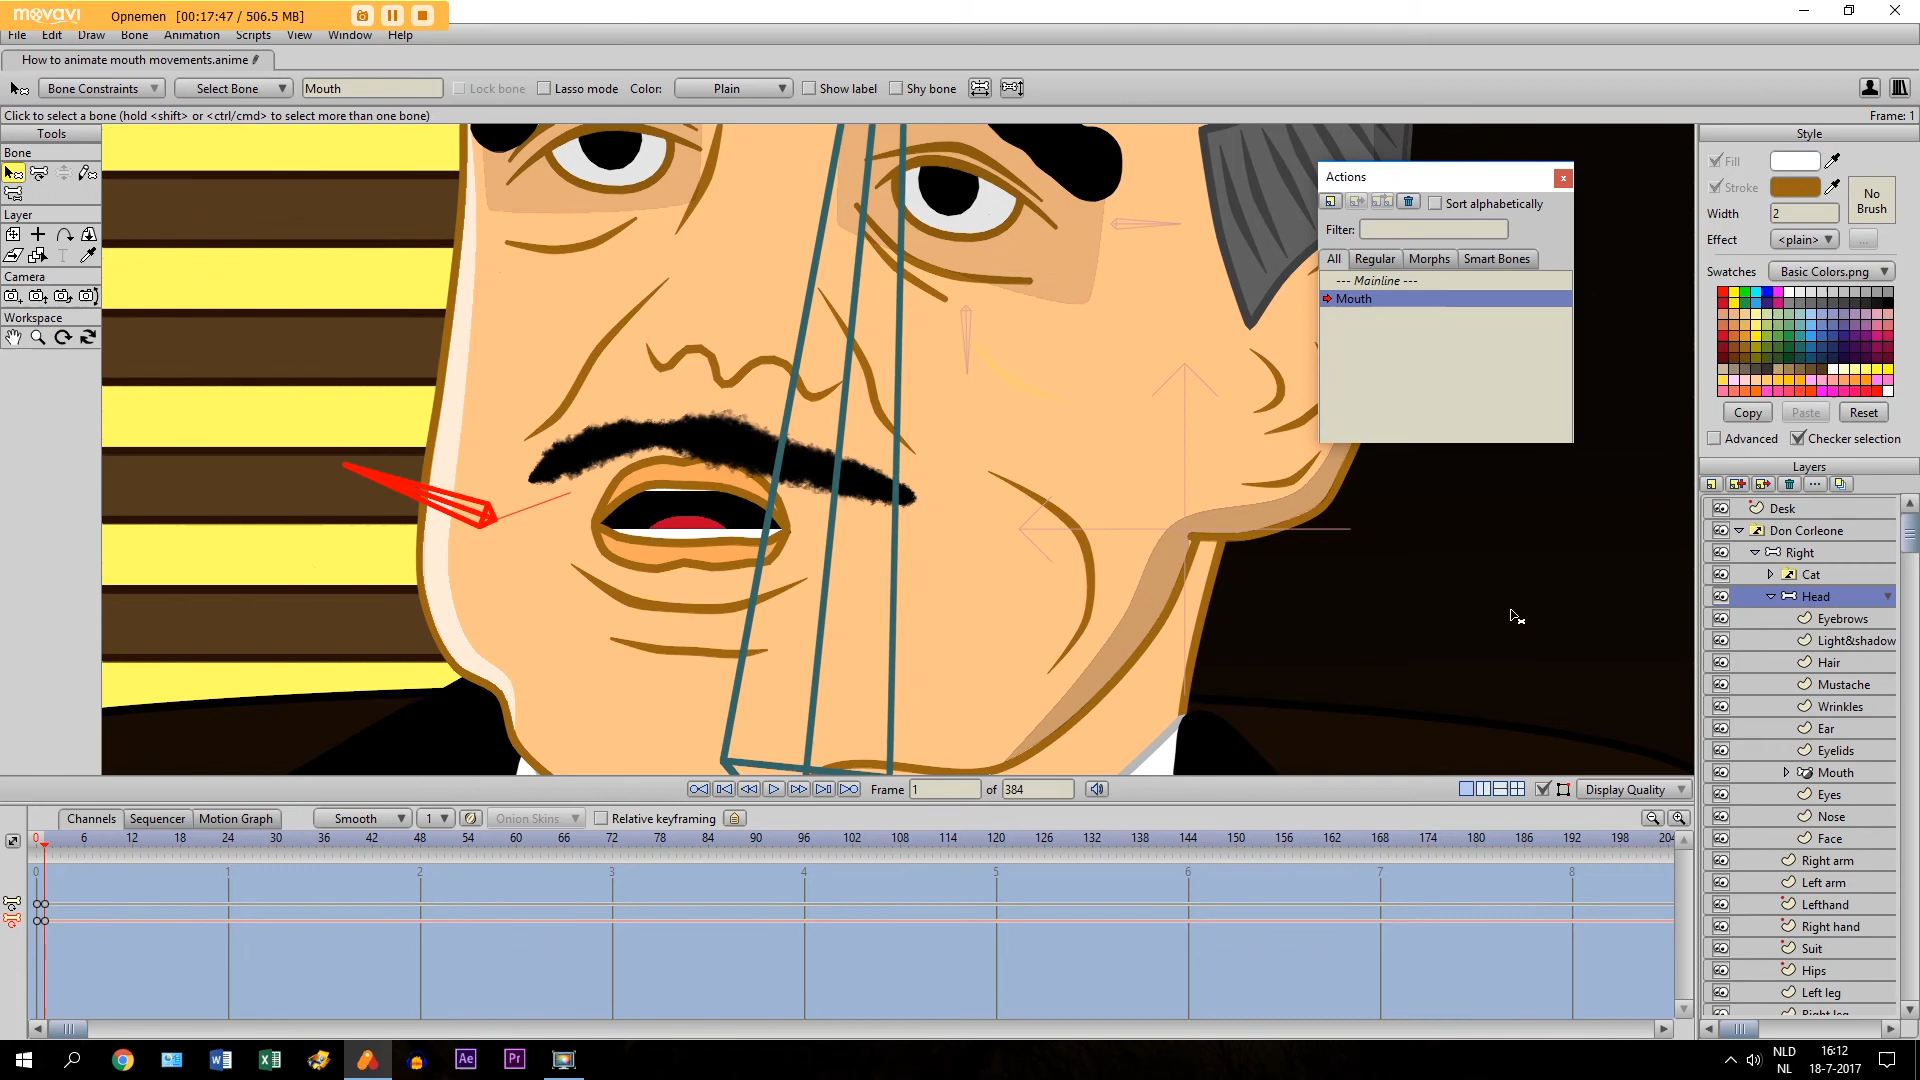 movavi
Opnemen [00:17:47 / 506.5 MB]
File Edit Draw Bone Animation Scripts View Window Help
How to animate mouth movements.anime
Bone Constraints Select Bone Mouth Lock bone Lasso mode Color: Plain Show label Shy bone
Click to select a bone (hold <shift> or <ctrl/cmd> to select more than one bone) Frame: 1
Tools
Bone
Layer
Camera
Workspace
Actions
Sort alphabetically
Filter:
All Regular Morphs Smart Bones
--- Mainline ---
Mouth
Style
Fill
Stroke
No Brush
Width 2
Effect <plain> ...
Swatches Basic Colors.png
Copy Paste Reset
Advanced Checker selection
Layers
Desk
Don Corleone
Right
Cat
Head
Eyebrows
Light&shadow
Hair
Mustache
Wrinkles
Ear
Eyelids
Mouth
Eyes
Nose
Face
Right arm
Left arm
Lefthand
Right hand
Suit
Hips
Left leg
Frame 1 of 384 Display Quality
Channels Sequencer Motion Graph Smooth 1 Onion Skins Relative keyframing
0 6 12 18 24 30 36 42 48 54 60 66 72 78 84 90 96 102 108 114 120 126 132 138 144 150 156 162 168 174 180 186 192 198 204
0 1 2 3 4 5 6 7 8
Ae Pr
NLD
NL
16:12
18-7-2017